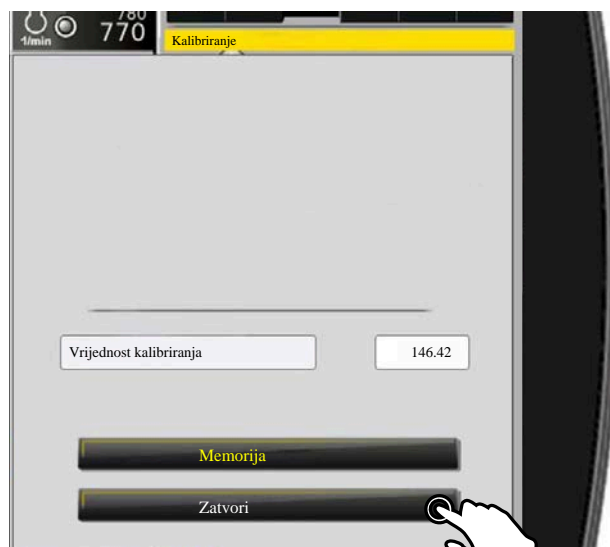 780
1/min 770
Kalibriranje
Vrijednost kalibriranja 146.42
Memorija
Zatvori